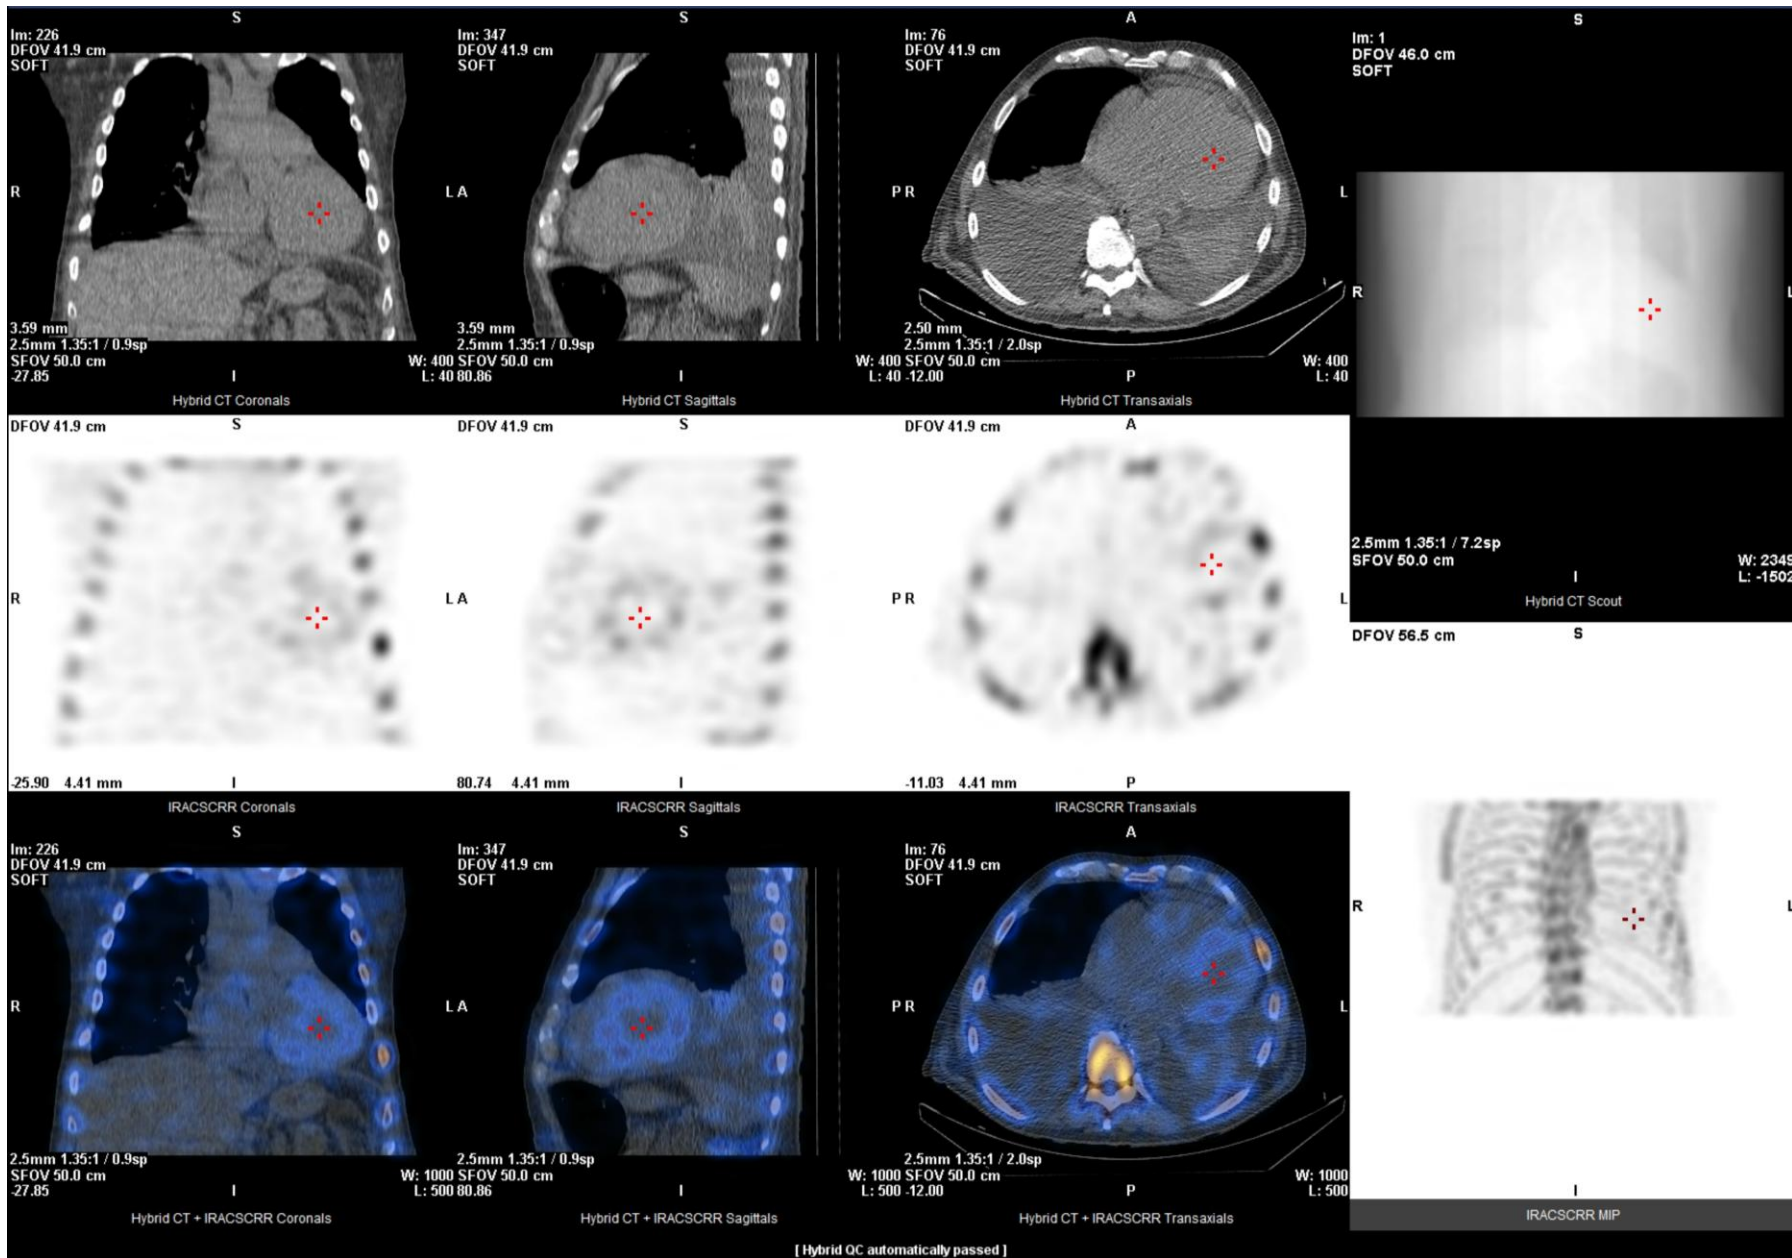 S
Im: 226
DFOV 41.9 cm
SOFT
R
L
3.59 mm
2.5mm 1.35:1 / 0.9sp
SFOV 50.0 cm
-27.85
W: 400
L: 40
I
Hybrid CT Coronals
S
Im: 347
DFOV 41.9 cm
SOFT
A
P
3.59 mm
2.5mm 1.35:1 / 0.9sp
SFOV 50.0 cm
80.86
W: 400
L: 40
I
Hybrid CT Sagittals
A
Im: 76
DFOV 41.9 cm
SOFT
R
L
2.50 mm
2.5mm 1.35:1 / 2.0sp
SFOV 50.0 cm
-12.00
W: 400
L: 40
P
Hybrid CT Transaxials
S
Im: 1
DFOV 46.0 cm
SOFT
R
L
2.5mm 1.35:1 / 7.2sp
SFOV 50.0 cm
W: 2349
L: -1502
I
Hybrid CT Scout
DFOV 41.9 cm
S
R
L
-25.90 4.41 mm
I
IRACSCRR Coronals
DFOV 41.9 cm
S
A
P
80.74 4.41 mm
I
IRACSCRR Sagittals
DFOV 41.9 cm
A
R
L
-11.03 4.41 mm
P
IRACSCRR Transaxials
DFOV 56.5 cm
S
R
L
I
IRACSCRR MIP
S
Im: 226
DFOV 41.9 cm
SOFT
R
L
2.5mm 1.35:1 / 0.9sp
SFOV 50.0 cm
-27.85
W: 1000
L: 500
I
Hybrid CT + IRACSCRR Coronals
S
Im: 347
DFOV 41.9 cm
SOFT
A
P
2.5mm 1.35:1 / 0.9sp
SFOV 50.0 cm
80.86
W: 1000
L: 500
I
Hybrid CT + IRACSCRR Sagittals
A
Im: 76
DFOV 41.9 cm
SOFT
R
L
2.5mm 1.35:1 / 2.0sp
SFOV 50.0 cm
-12.00
W: 1000
L: 500
P
Hybrid CT + IRACSCRR Transaxials
[ Hybrid QC automatically passed ]